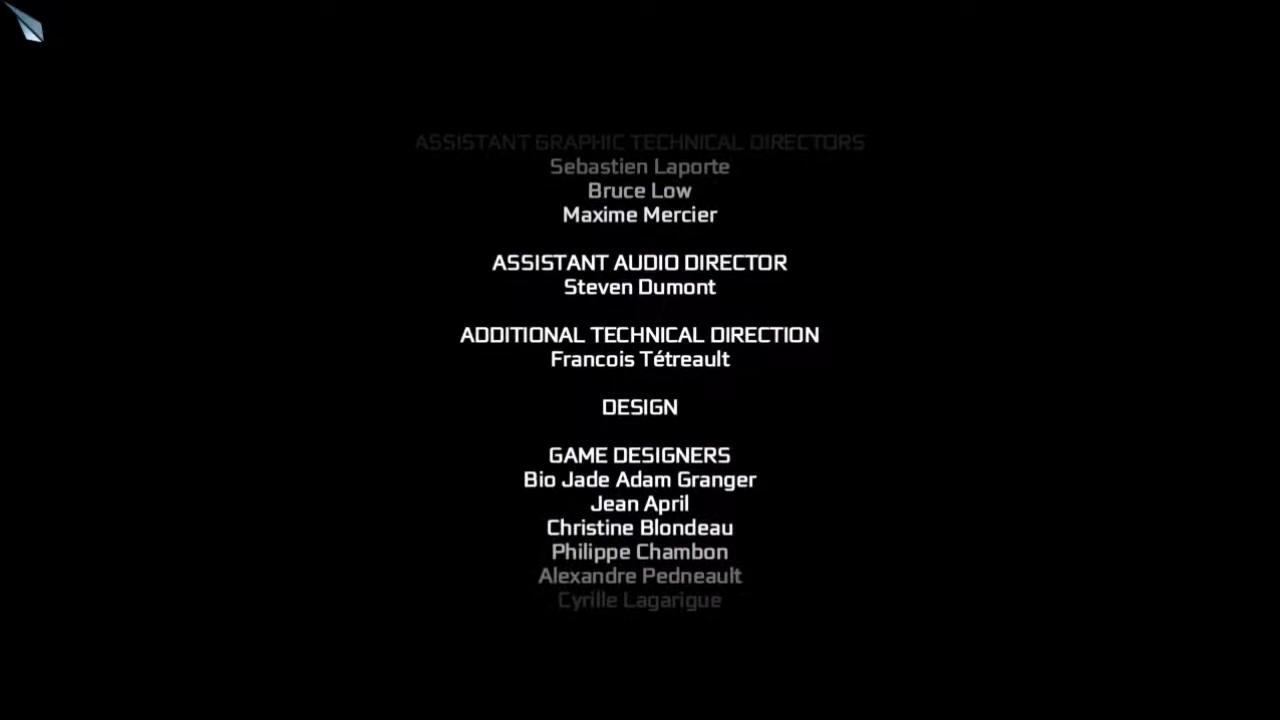 ASSISTANT GRAPHIC TECHNICAL DIRECTORS
Sebastien Laporte
Bruce Low
Maxime Mercier
ASSISTANT AUDIO DIRECTOR
Steven Dumont
ADDITIONAL TECHNICAL DIRECTION
Francois Tétreault
DESIGN
GAME DESIGNERS
Bio Jade Adam Granger
Jean April
Christine Blondeau
Philippe Chambon
Alexandre Pedneault
Cyrille Lagarigue